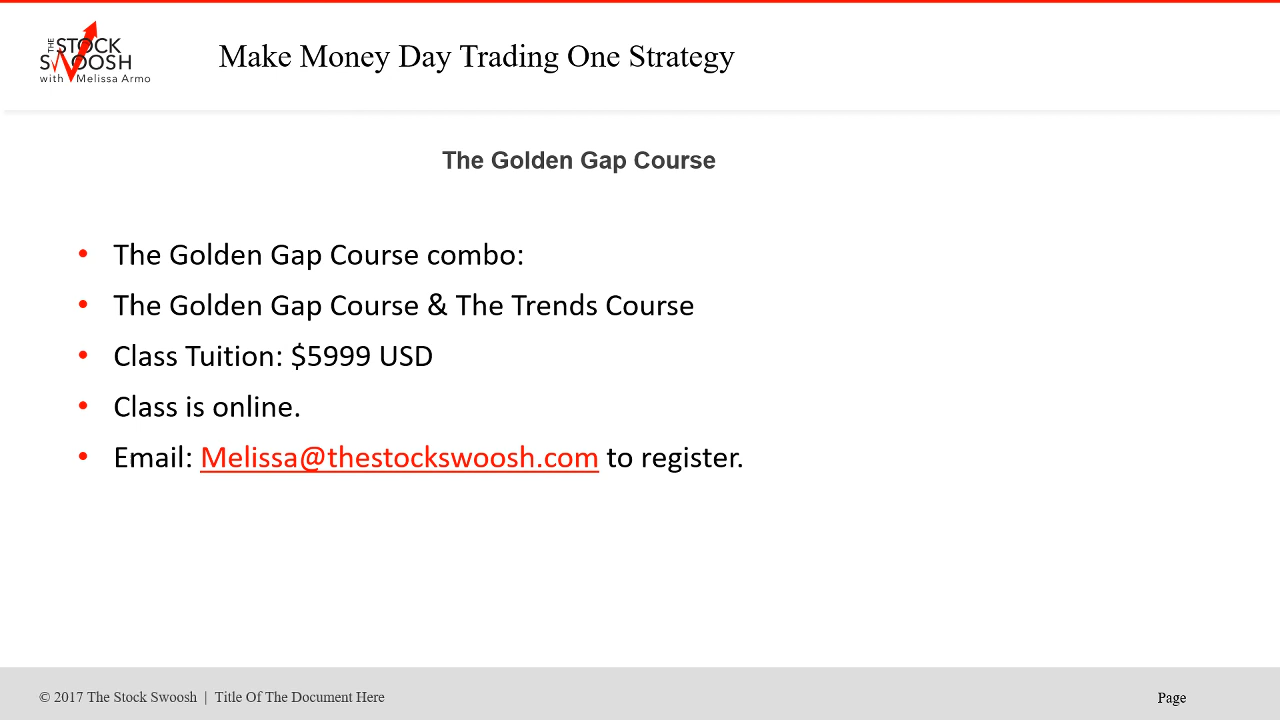 THE STOCK
SWOOSH
with Melissa Armo
Make Money Day Trading One Strategy
The Golden Gap Course
• The Golden Gap Course combo:
• The Golden Gap Course & The Trends Course
• Class Tuition: $5999 USD
• Class is online.
• Email: Melissa@thestockswoosh.com to register.
© 2017 The Stock Swoosh | Title Of The Document Here
Page